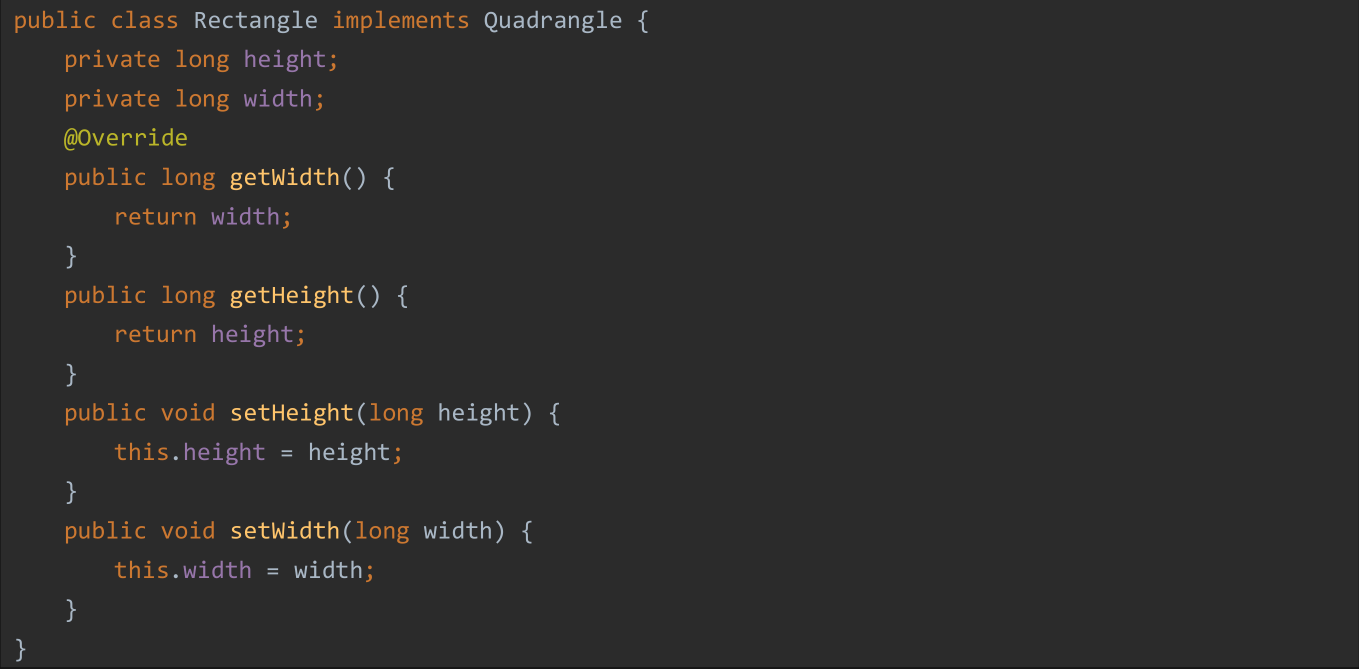 public class Rectangle implements Quadrangle {
    private long height;
    private long width;
    @Override
    public long getWidth() {
        return width;
    }
    public long getHeight() {
        return height;
    }
    public void setHeight(long height) {
        this.height = height;
    }
    public void setWidth(long width) {
        this.width = width;
    }
}